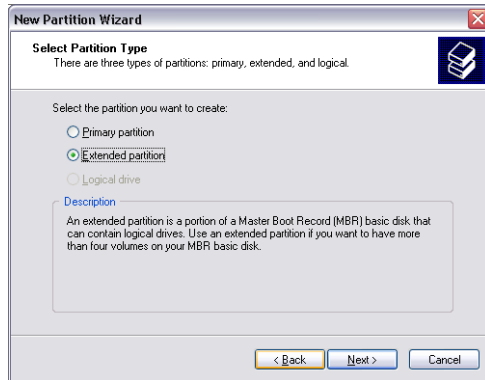 New Partition Wizard
Select Partition Type
There are three types of partitions: primary, extended, and logical.
Select the partition you want to create:
Primary partition
Extended partition
Logical drive
Description
An extended partition is a portion of a Master Boot Record (MBR) basic disk that
can contain logical drives. Use an extended partition if you want to have more
than four volumes on your MBR basic disk.
< Back Next > Cancel